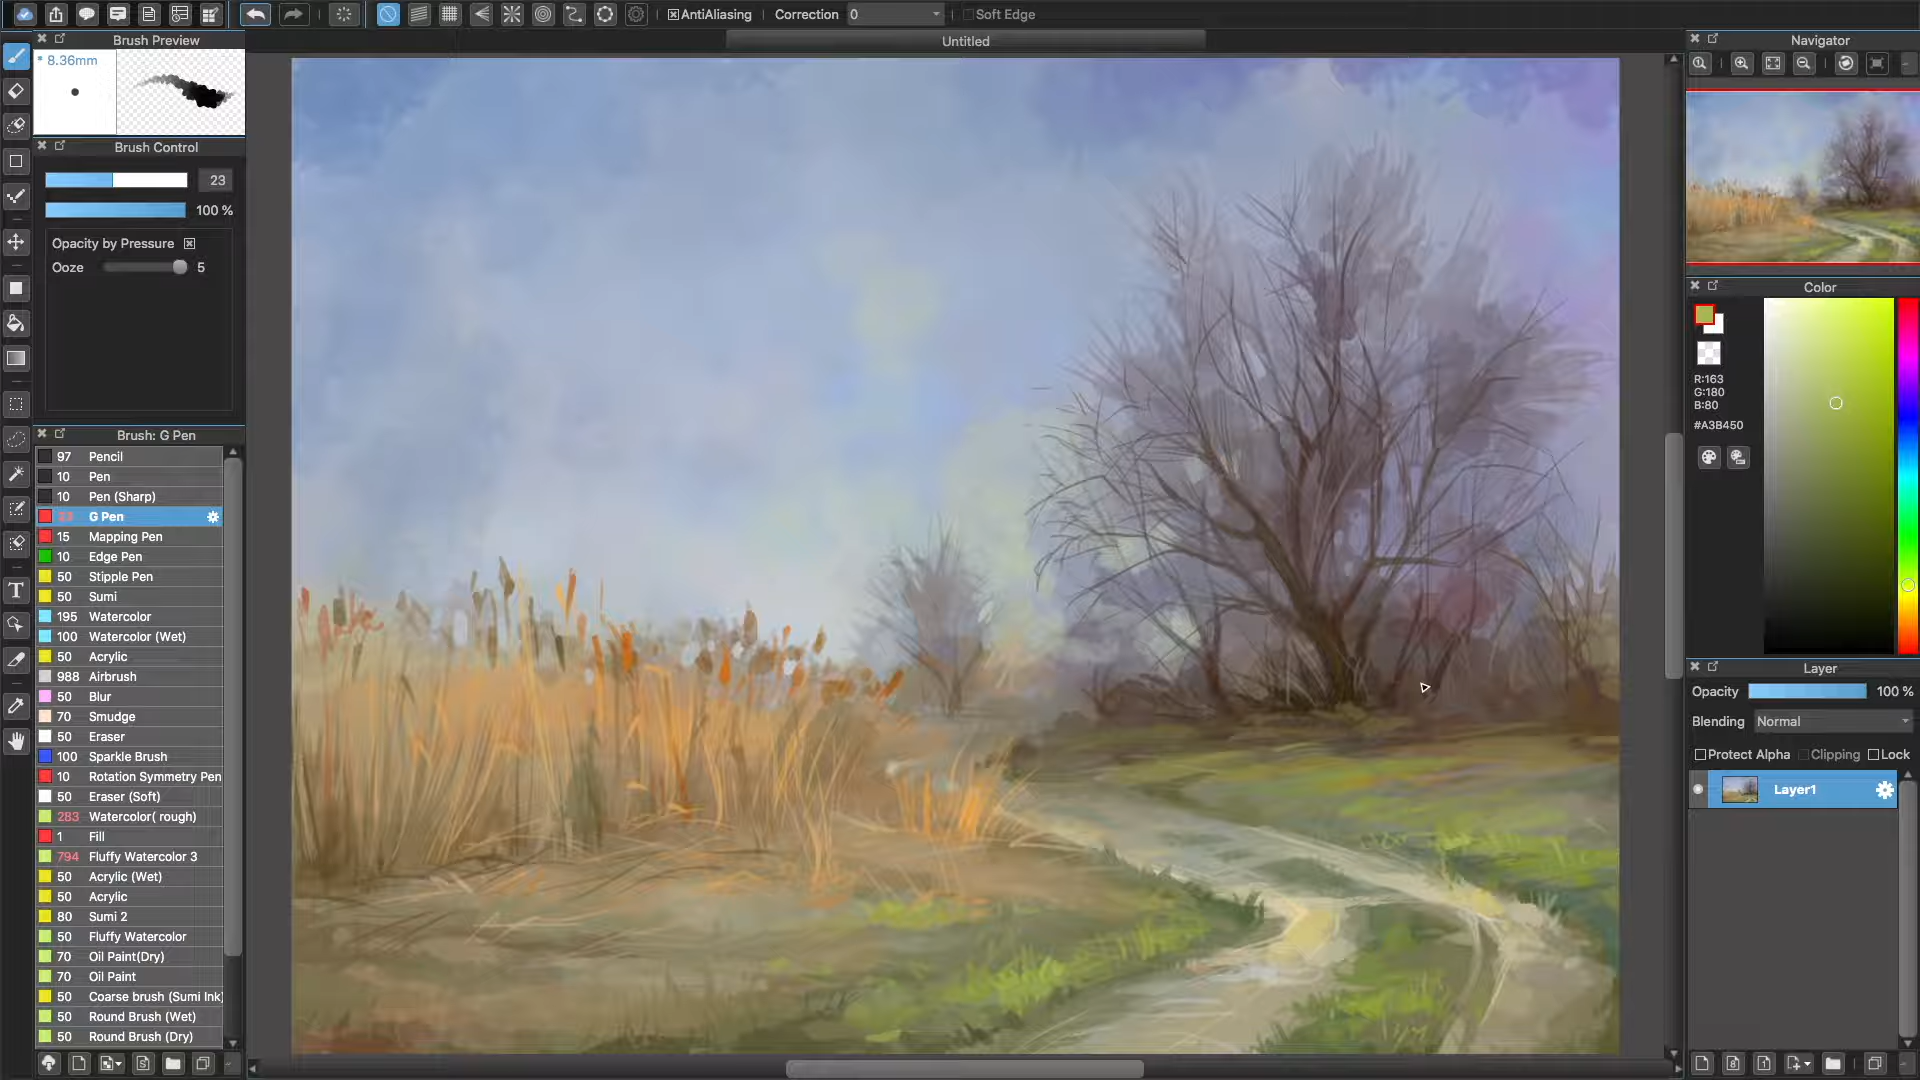 AntiAliasing
Correction
0
Soft Edge
Untitled
Brush Preview
* 8.36mm
Brush Control
23
100 %
Opacity by Pressure
Ooze
5
Brush: G Pen
97 Pencil
10 Pen
10 Pen (Sharp)
23 G Pen
15 Mapping Pen
10 Edge Pen
50 Stipple Pen
50 Sumi
195 Watercolor
100 Watercolor (Wet)
50 Acrylic
988 Airbrush
50 Blur
70 Smudge
50 Eraser
100 Sparkle Brush
10 Rotation Symmetry Pen
50 Eraser (Soft)
283 Watercolor( rough)
1 Fill
794 Fluffy Watercolor 3
50 Acrylic (Wet)
50 Acrylic
80 Sumi 2
50 Fluffy Watercolor
70 Oil Paint(Dry)
70 Oil Paint
50 Coarse brush (Sumi Ink)
50 Round Brush (Wet)
50 Round Brush (Dry)
Navigator
Color
R:163
G:180
B:80
#A3B450
Layer
Opacity 100 %
Blending Normal
Protect Alpha Clipping Lock
Layer1